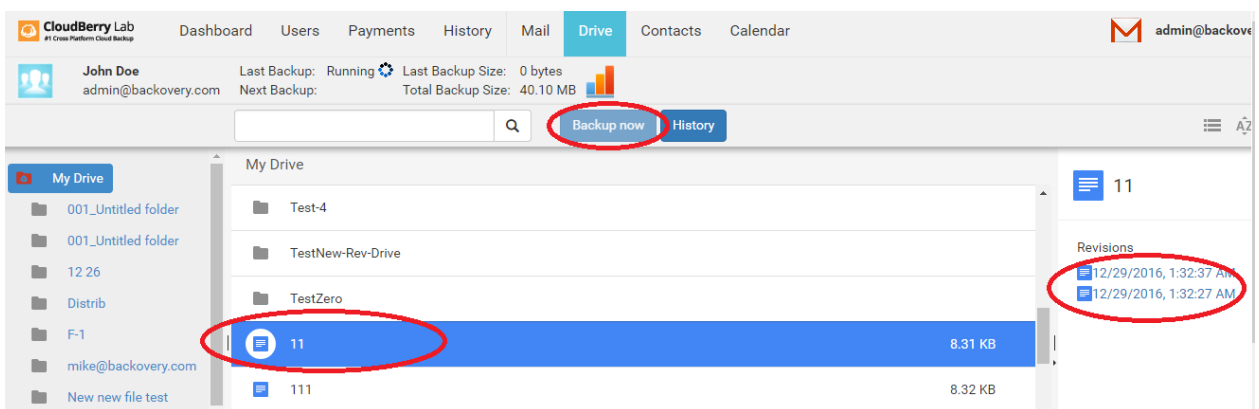 CloudBerry Lab
#1 Cross Platform Cloud Backup
Dashboard Users Payments History Mail Drive Contacts Calendar
admin@backove
John Doe
admin@backovery.com
Last Backup: Running Last Backup Size: 0 bytes
Next Backup: Total Backup Size: 40.10 MB
Backup now History
AZ
My Drive
001_Untitled folder
001_Untitled folder
12 26
Distrib
F-1
mike@backovery.com
New new file test
My Drive
Test-4
TestNew-Rev-Drive
TestZero
11 8.31 KB
111 8.32 KB
11
Revisions
12/29/2016, 1:32:37 AM
12/29/2016, 1:32:27 AM